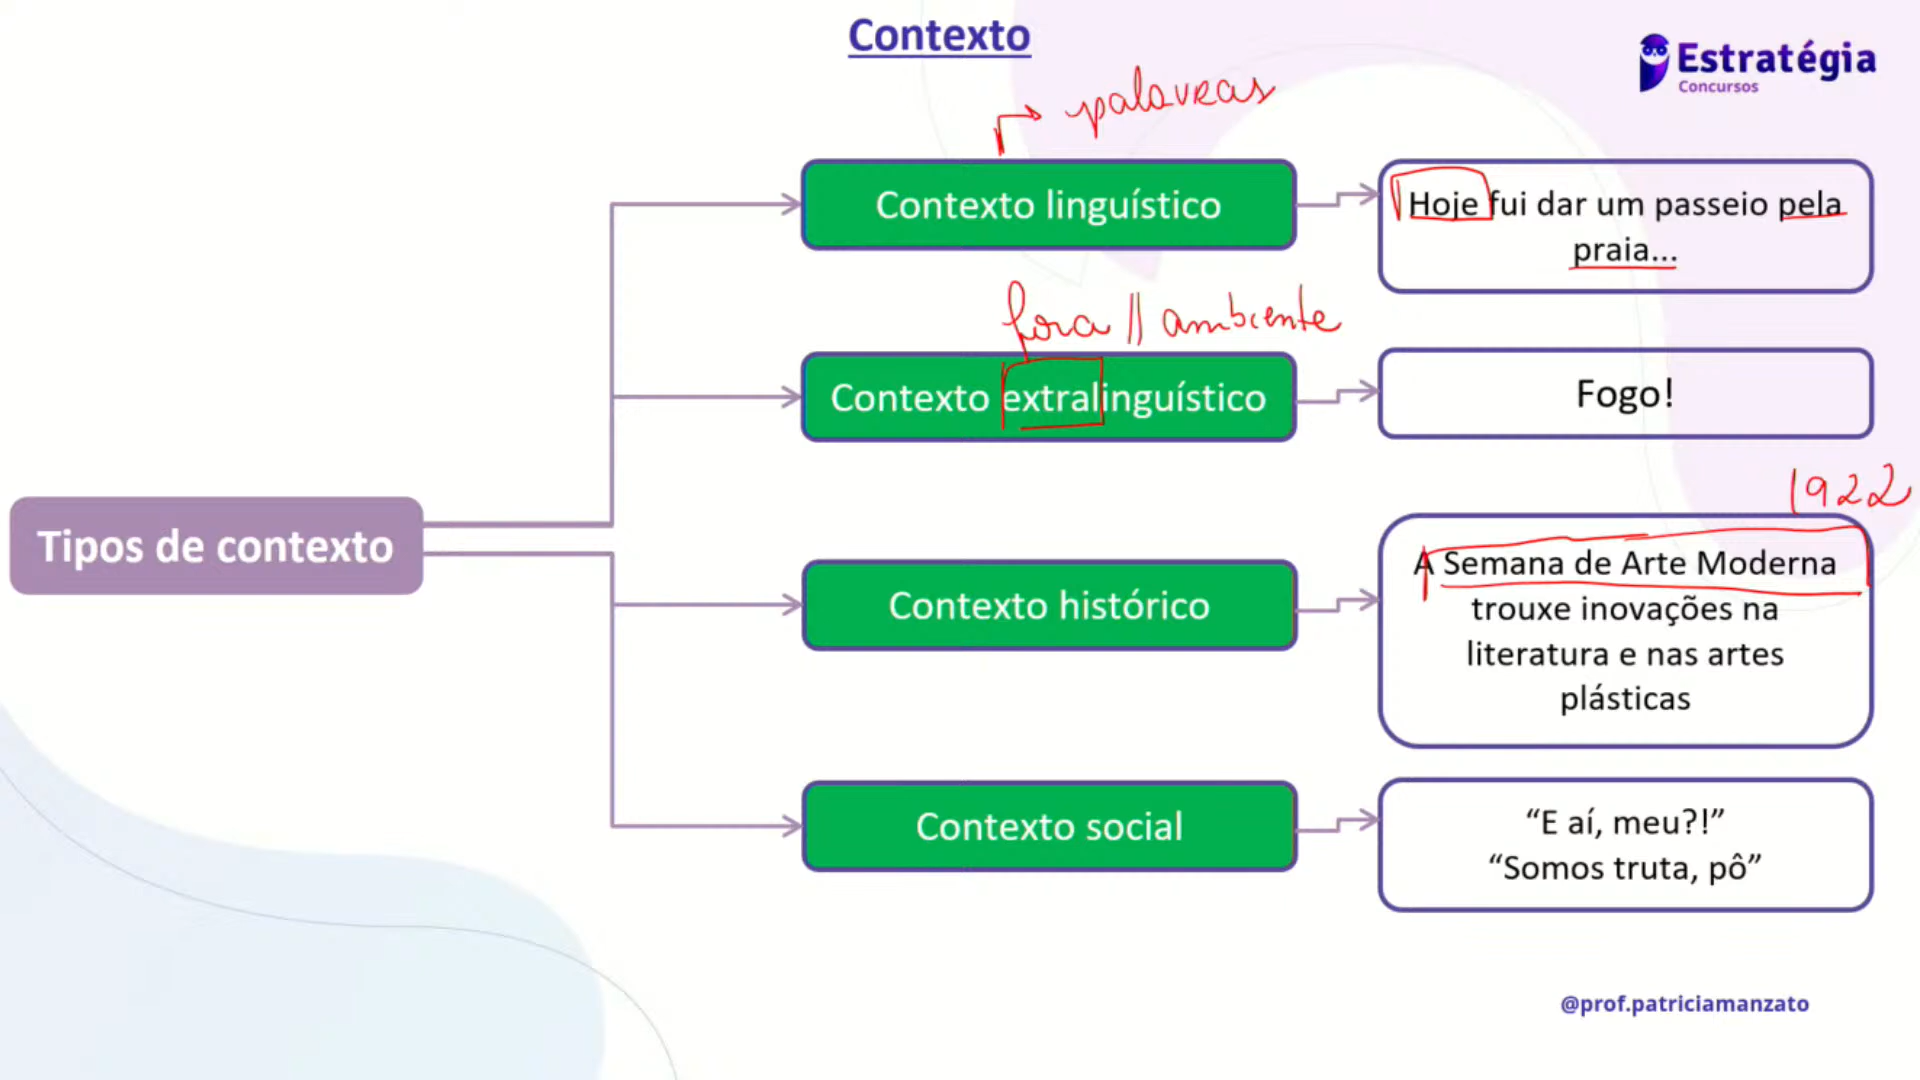 Contexto
Estratégia
Concursos
palavras
Contexto linguístico
Hoje fui dar um passeio pela
praia...
fora || ambiente
Contexto extralinguístico
Fogo!
1922
Tipos de contexto
Contexto histórico
A Semana de Arte Moderna
trouxe inovações na
literatura e nas artes
plásticas
Contexto social
“E aí, meu?!”
“Somos truta, pô”
@prof.patriciamanzato